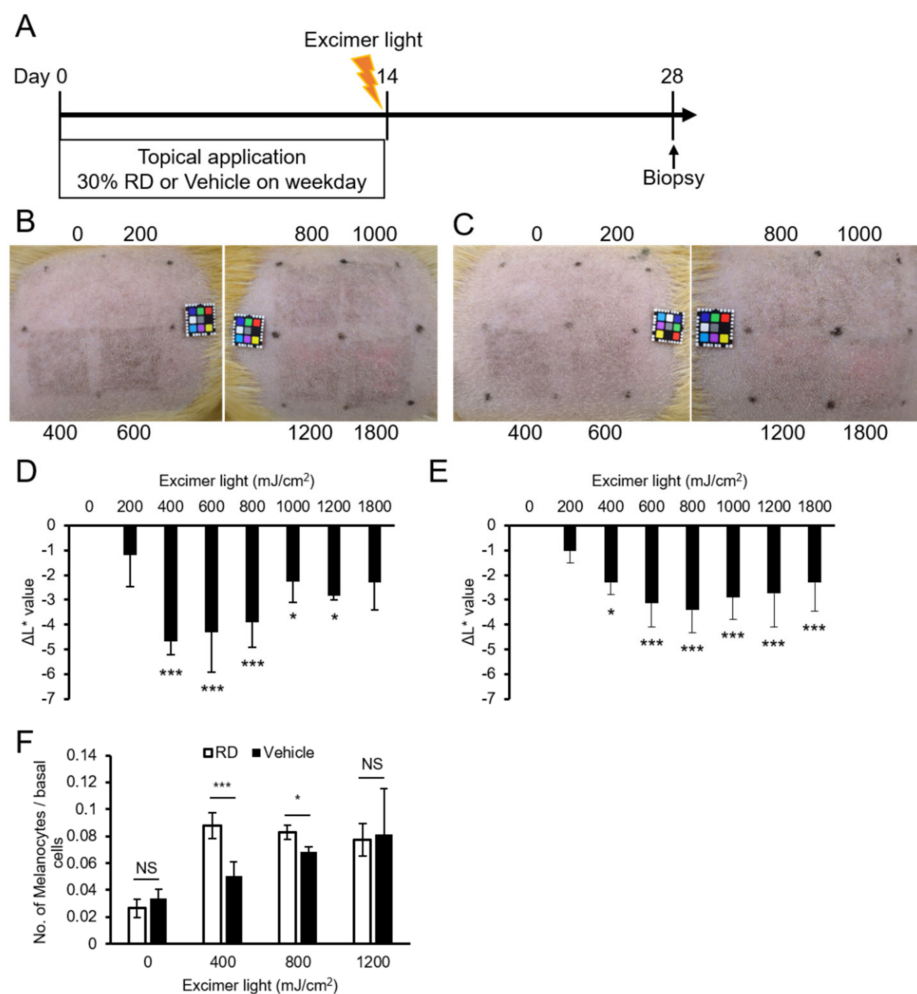 A
Excimer light
Day 0 14 28
Topical application
30% RD or Vehicle on weekday
Biopsy
B
0 200 800 1000
400 600 1200 1800
C
0 200 800 1000
400 600 1200 1800
D
Excimer light (mJ/cm²)
0 200 400 600 800 1000 1200 1800
0
-1
-2
-3
-4
-5
-6
-7
ΔL* value
*** *** *** * *
E
Excimer light (mJ/cm²)
0 200 400 600 800 1000 1200 1800
0
-1
-2
-3
-4
-5
-6
-7
ΔL* value
* *** *** *** *** ***
F
RD Vehicle
0.14
0.12
0.1
0.08
0.06
0.04
0.02
0
No. of Melanocytes / basal
cells
NS *** * NS
0 400 800 1200
Excimer light (mJ/cm²)